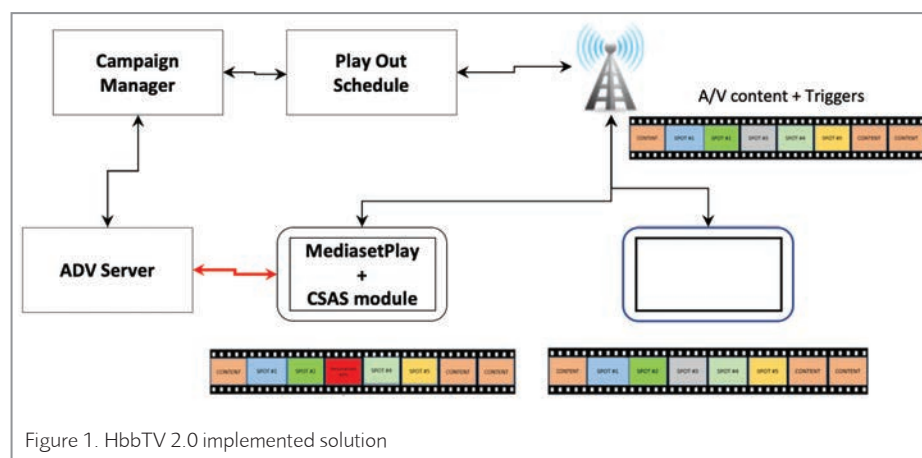 Campaign
Manager
Play Out
Schedule
A/V content + Triggers
CONTENT SPOT #1 SPOT #2 SPOT #3 SPOT #4 SPOT #5 CONTENT CONTENT
ADV Server
MediasetPlay
+
CSAS module
CONTENT SPOT #1 SPOT #2 SPOT #4 SPOT #5 CONTENT CONTENT
CONTENT SPOT #1 SPOT #2 SPOT #3 SPOT #4 SPOT #5 CONTENT CONTENT
Figure 1. HbbTV 2.0 implemented solution